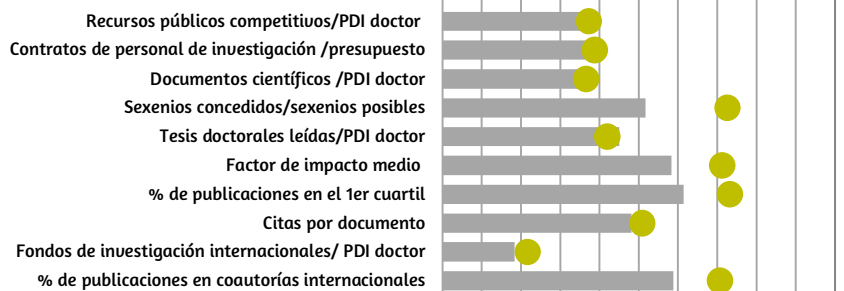 Recursos públicos competitivos/PDI doctor
Contratos de personal de investigación /presupuesto
Documentos científicos /PDI doctor
Sexenios concedidos/sexenios posibles
Tesis doctorales leídas/PDI doctor
Factor de impacto medio
% de publicaciones en el 1er cuartil
Citas por documento
Fondos de investigación internacionales/ PDI doctor
% de publicaciones en coautorías internacionales